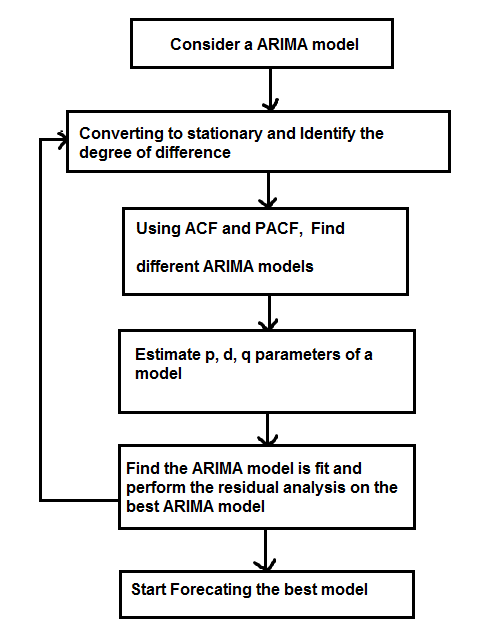 Consider a ARIMA model
Converting to stationary and Identify the
degree of difference
Using ACF and PACF, Find
different ARIMA models
Estimate p, d, q parameters of a
model
Find the ARIMA model is fit and
perform the residual analysis on the
best ARIMA model
Start Forecating the best model